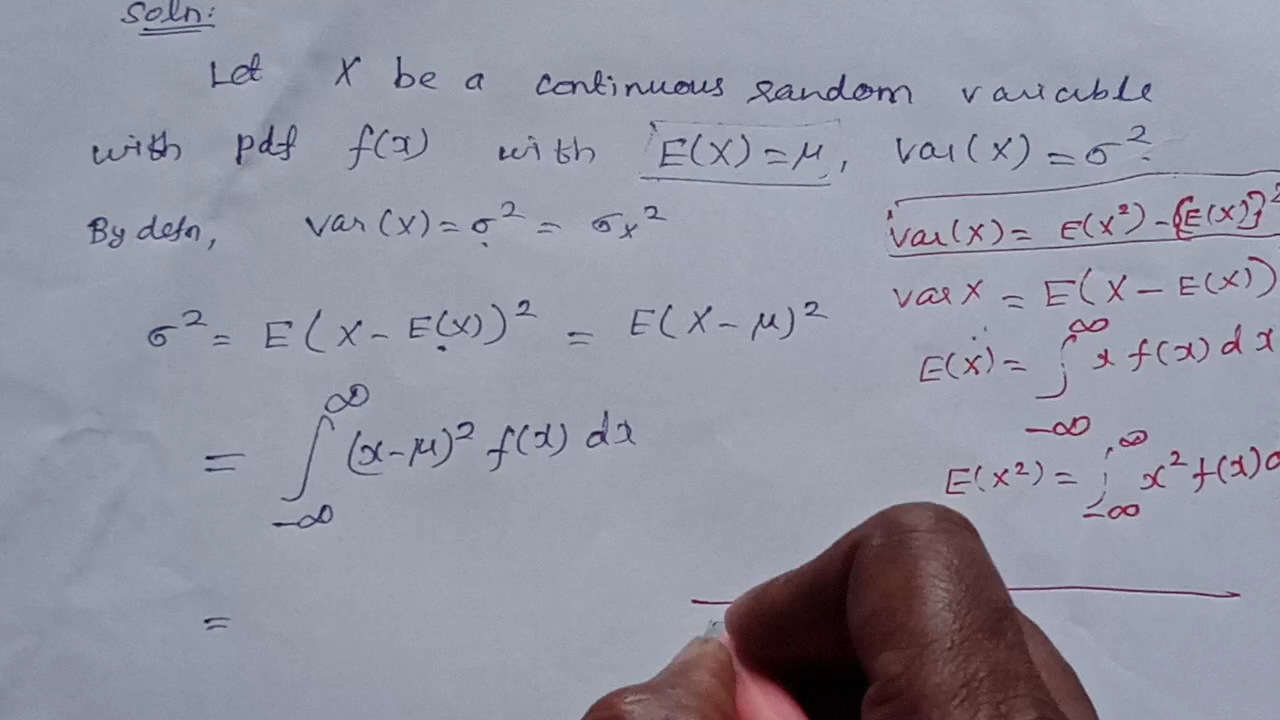 Soln:
Let X be a continuous random variable
with pdf f(x) with E(X) = μ, Var(X) = σ².
By defn, Var(X) = σ² = σₓ²
Var(X) = E(X²) - {E(X)}²
Var X = E(X - E(X))
σ² = E(X - E(X))² = E(X - μ)²
E(X) = ∫_{-∞}^{∞} x f(x) dx
= ∫_{-∞}^{∞} (x - μ)² f(x) dx
E(X²) = ∫_{-∞}^{∞} x² f(x) d
=